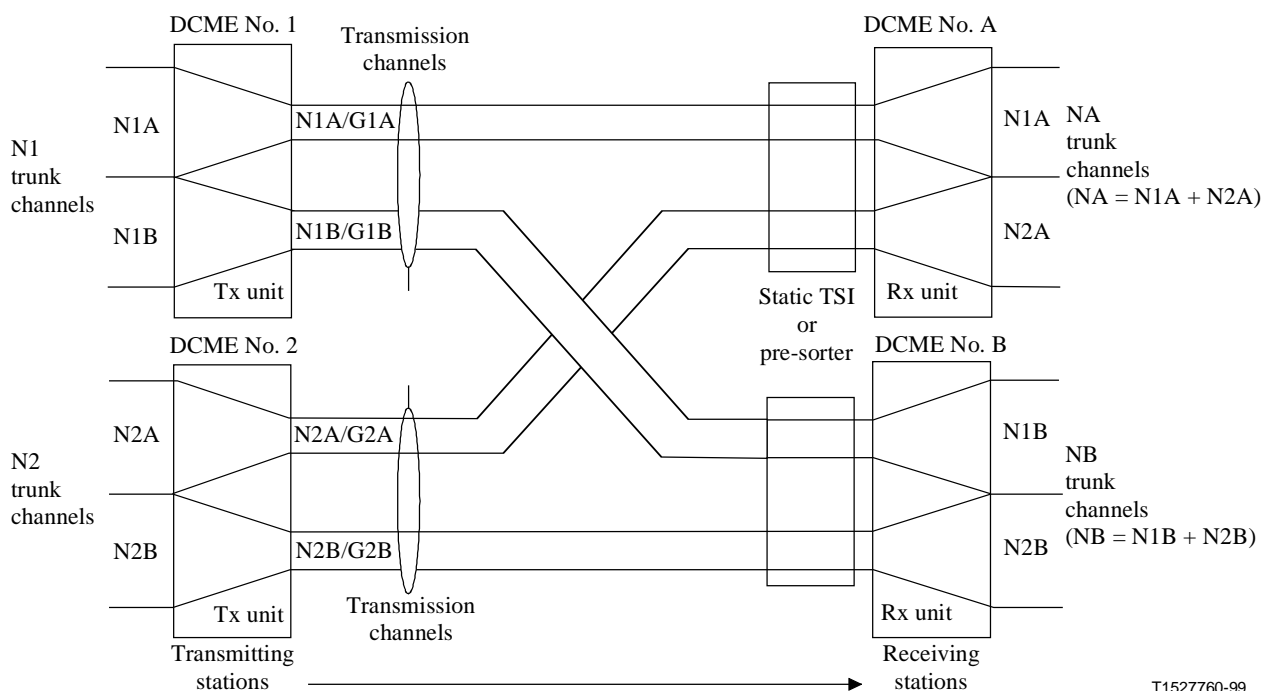 DCME No. 1
Transmission
channels
DCME No. A
N1A
N1A/G1A
N1A
N1
trunk
channels
NA
trunk
channels
(NA = N1A + N2A)
N1B
N1B/G1B
N2A
Tx unit
Static TSI
or
pre-sorter
Rx unit
DCME No. 2
DCME No. B
N2A
N2A/G2A
N1B
N2
trunk
channels
NB
trunk
channels
(NB = N1B + N2B)
N2B
N2B/G2B
N2B
Tx unit
Transmission
channels
Rx unit
Transmitting
stations
Receiving
stations
T1527760-99